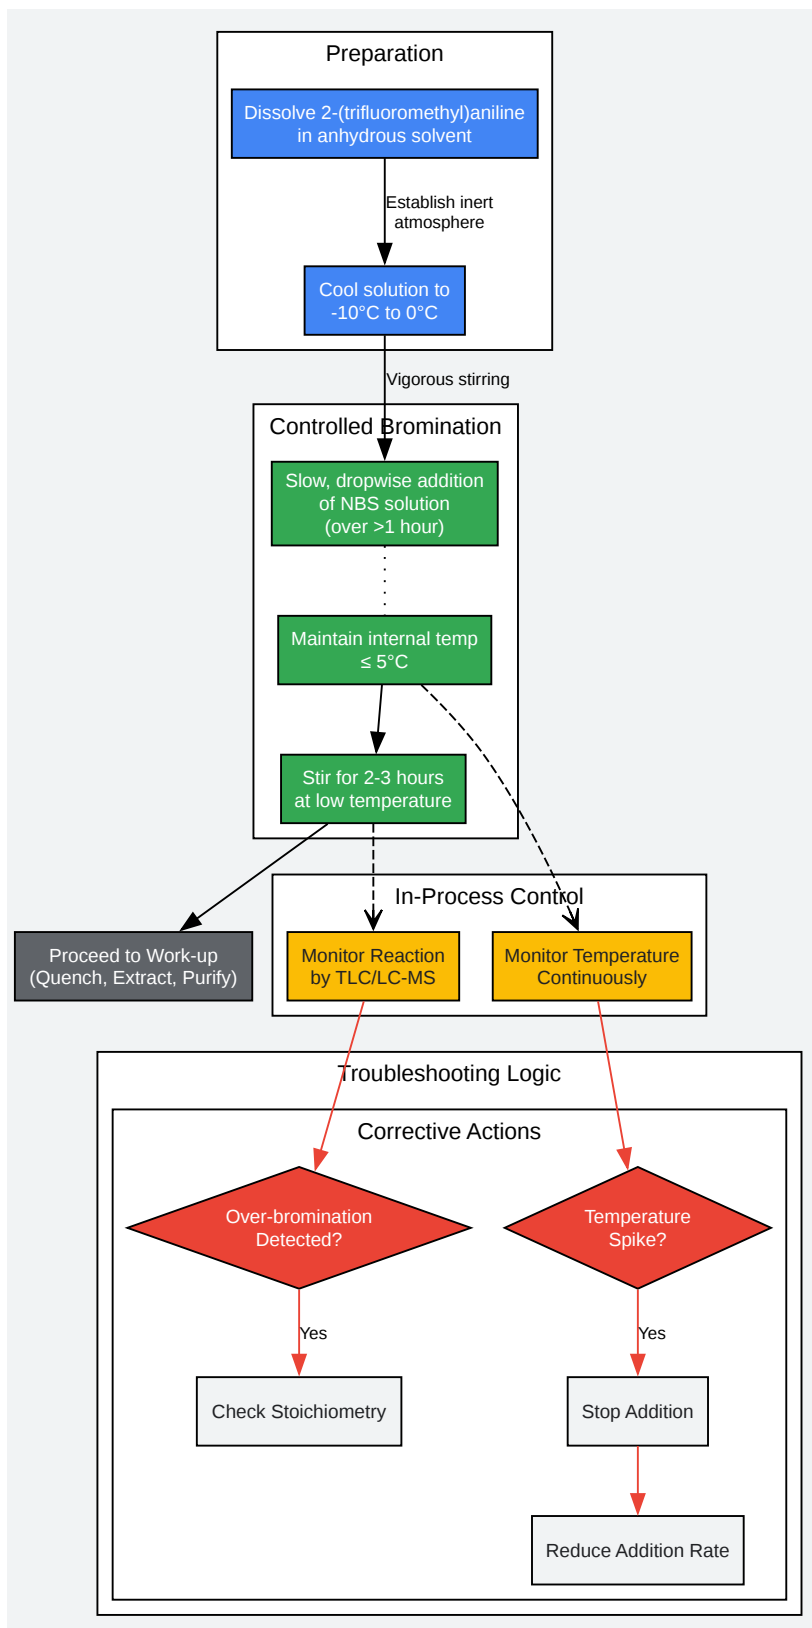 Preparation
Dissolve 2-(trifluoromethyl)aniline
in anhydrous solvent
Establish inert
atmosphere
Cool solution to
-10°C to 0°C
Vigorous stirring
Controlled Bromination
Slow, dropwise addition
of NBS solution
(over >1 hour)
Maintain internal temp
≤ 5°C
Stir for 2-3 hours
at low temperature
In-Process Control
Proceed to Work-up
(Quench, Extract, Purify)
Monitor Reaction
by TLC/LC-MS
Monitor Temperature
Continuously
Troubleshooting Logic
Corrective Actions
Over-bromination
Detected?
Temperature
Spike?
Yes
Yes
Check Stoichiometry
Stop Addition
Reduce Addition Rate